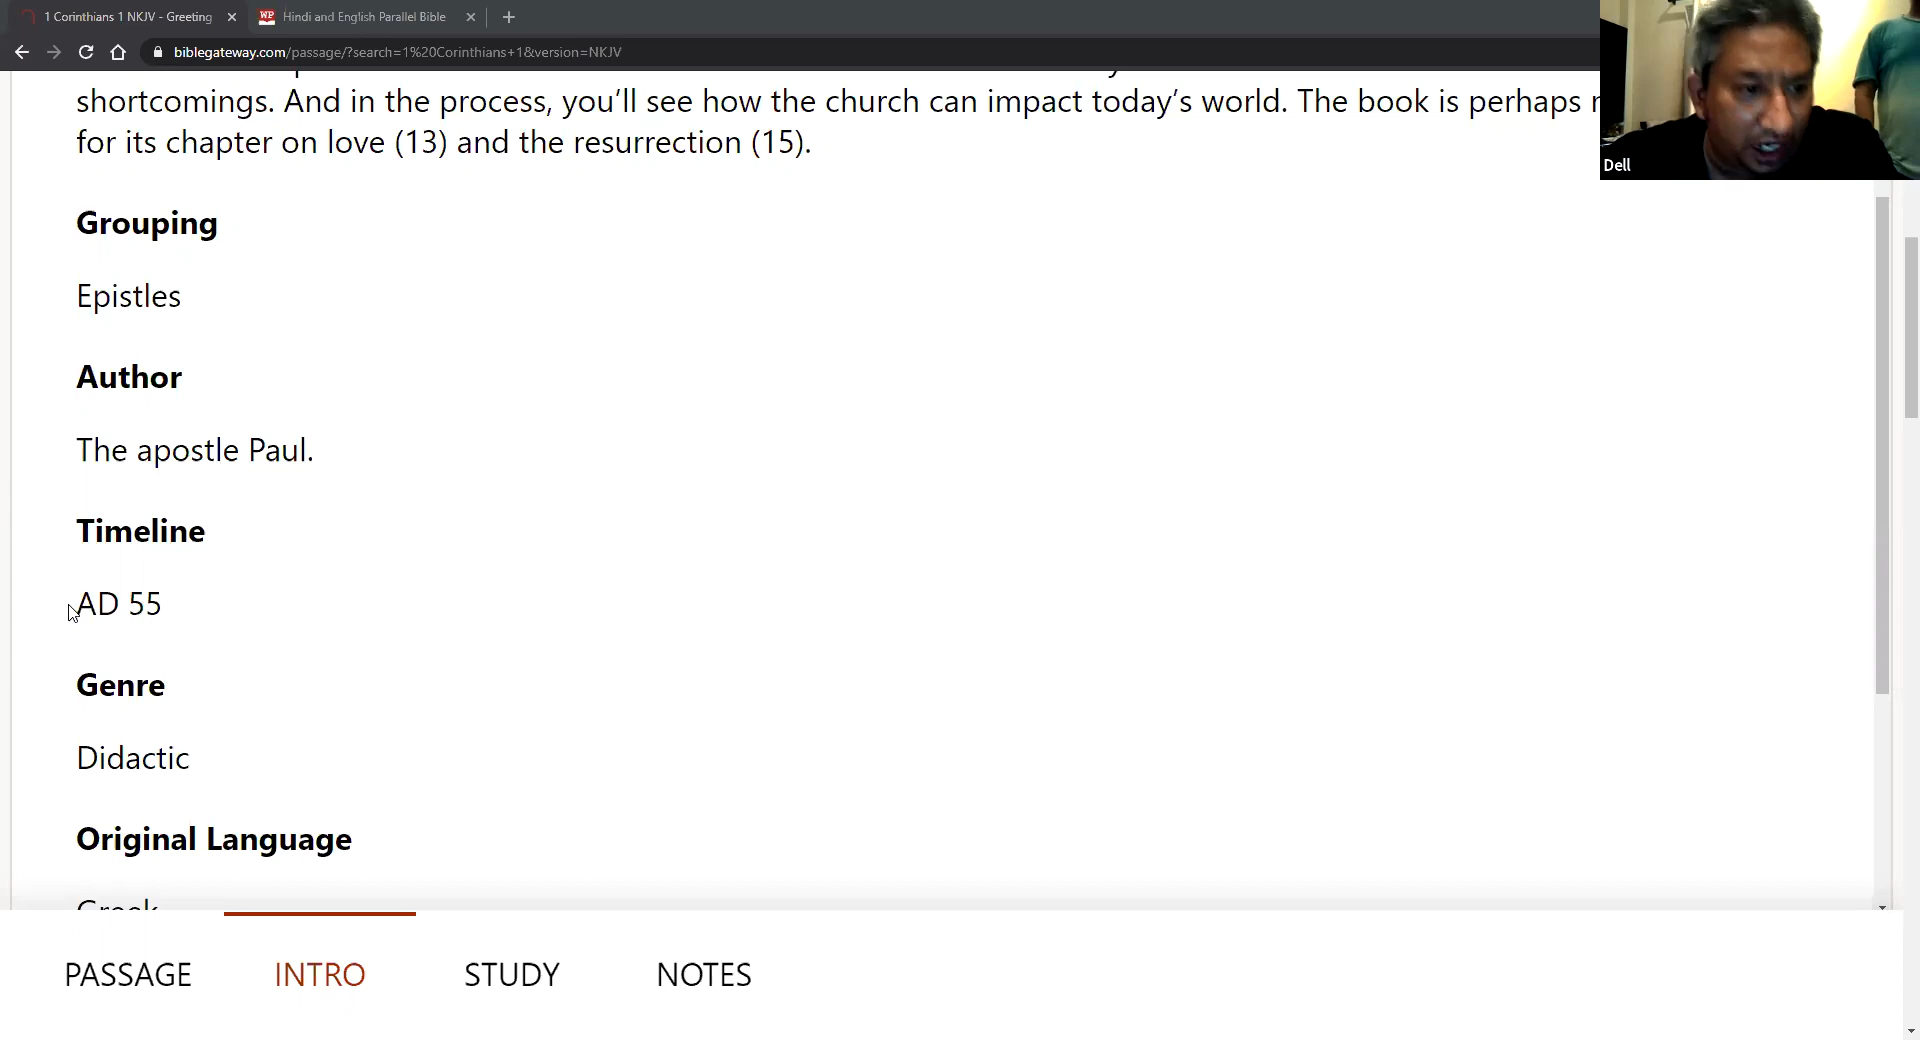 1 Corinthians 1 NKJV - Greeting
WP Hindi and English Parallel Bible
biblegateway.com/passage/?search=1%20Corinthians+1&version=NKJV
shortcomings. And in the process, you’ll see how the church can impact today’s world. The book is perhaps
for its chapter on love (13) and the resurrection (15).
Dell
Grouping
Epistles
Author
The apostle Paul.
Timeline
AD 55
Genre
Didactic
Original Language
Greek
PASSAGE INTRO STUDY NOTES